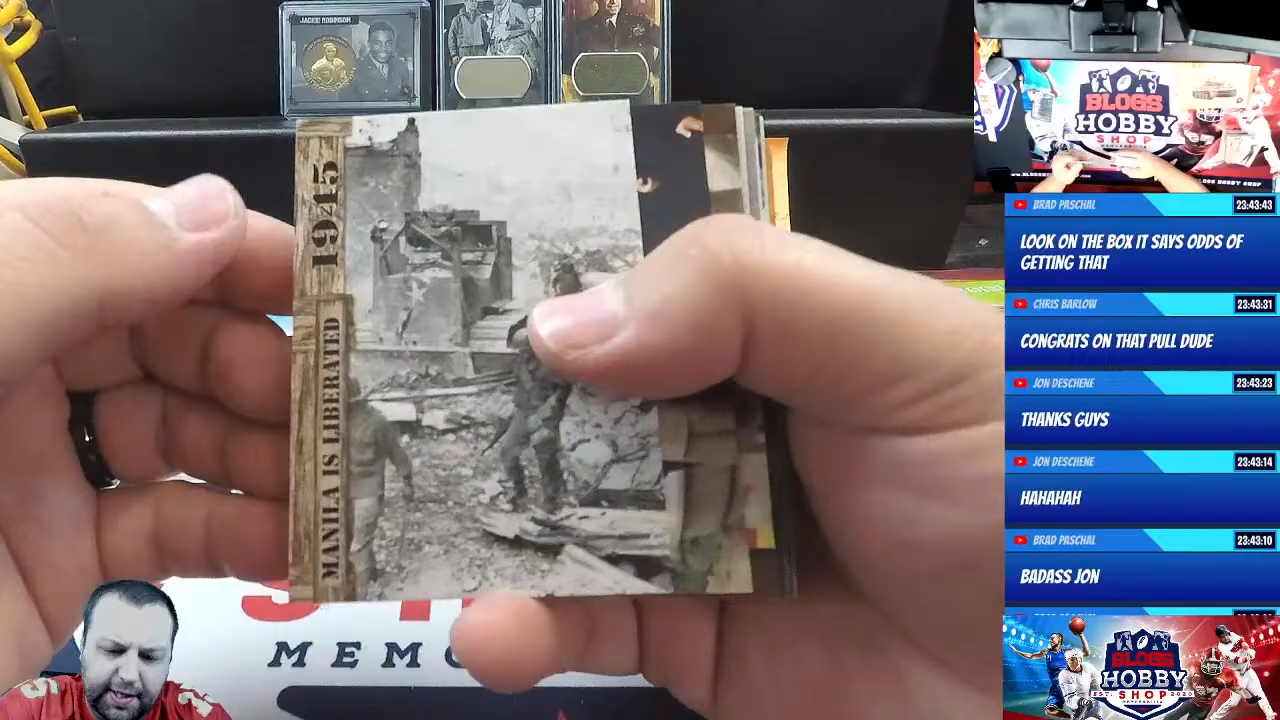 JACKIE ROBINSON
1945
MANILA IS LIBERATED
MEMO
BLOGS
HOBBY
SHOP
BRAD PASCHAL
23:43:43
LOOK ON THE BOX IT SAYS ODDS OF
GETTING THAT
CHRIS BARLOW
23:43:31
CONGRATS ON THAT PULL DUDE
JON DESCHENE
23:43:23
THANKS GUYS
JON DESCHENE
23:43:14
HAHAHAH
BRAD PASCHAL
23:43:10
BADASS JON
BLOGS
HOBBY
EST. SHOP 2020
MEMORABILIA